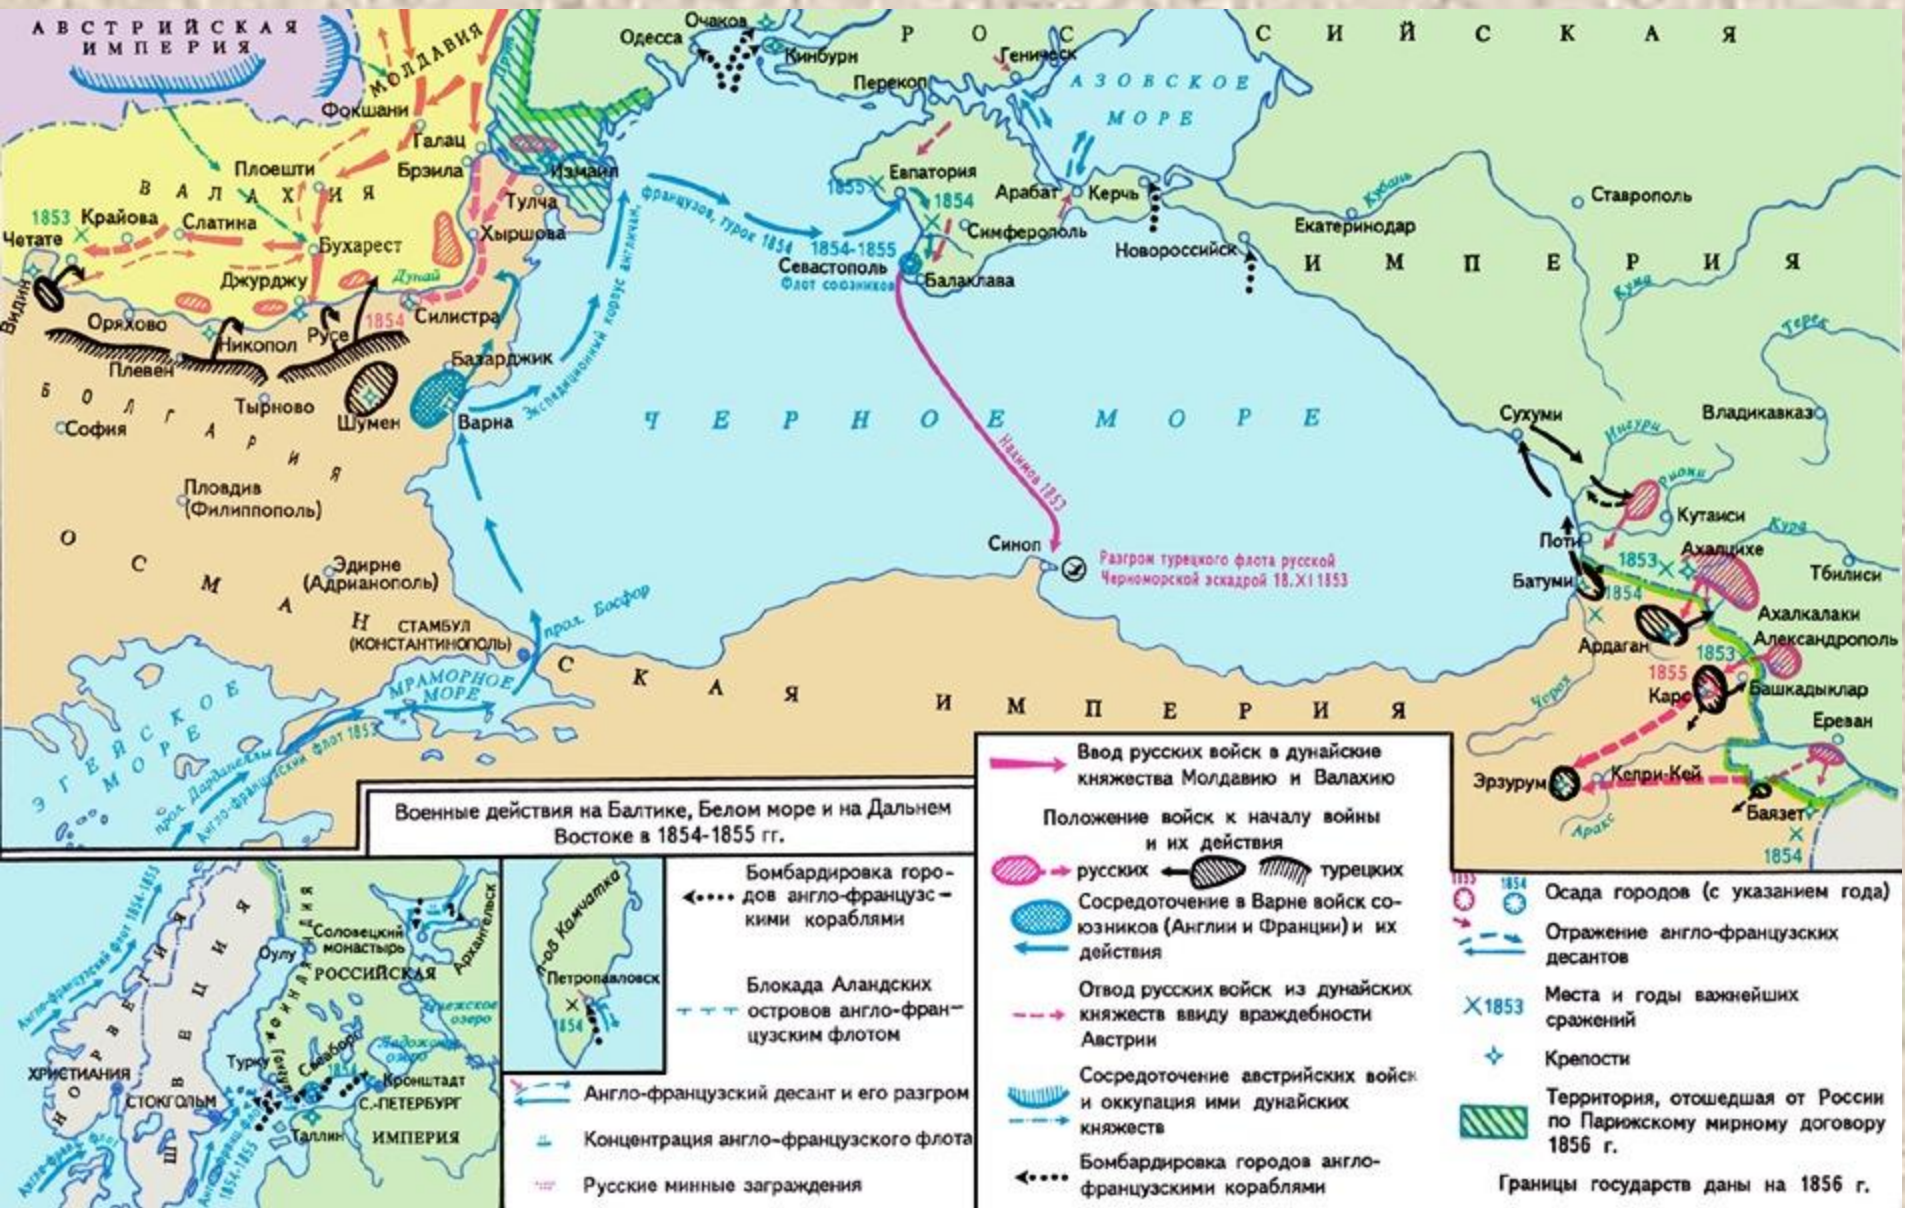 АВСТРИЙСКАЯ
ИМПЕРИЯ
МОЛДАВИЯ
Прут
Фокшани
Галац
Брэила
Измаил
Тулча
Хыршова
Плоешти
ВАЛАХИЯ
1853
Крайова
Слатина
Четате
Бухарест
Джурджу
Дунай
Видин
Оряхово
Никопол
Русе
1854
Силистра
Плевен
Базарджик
БОЛГАРИЯ
Тырново
Шумен
Варна
София
Пловдив
(Филиппополь)
Эдирне
(Адрианополь)
СТАМБУЛ
(КОНСТАНТИНОПОЛЬ)
прол. Босфор
МРАМОРНОЕ
МОРЕ
ЭГЕЙСКОЕ
МОРЕ
прол. Дарданеллы
Англо-французский флот 1853
ОСМАНСКАЯ ИМПЕРИЯ
Экспедиционный корпус англичан,
французов, турок 1854
Очаков
Одесса
Кинбурн
РОССИЙСКАЯ
Геническ
Перекоп
АЗОВСКОЕ
МОРЕ
Евпатория
1855
Арабат
Керчь
1854
Симферополь
1854-1855
Севастополь
Флот союзников
Балаклава
Новороссийск
Екатеринодар
Кубань
Ставрополь
ИМПЕРИЯ
Кума
Терек
ЧЕРНОЕ МОРЕ
Нахимов 1853
Синоп
Разгром турецкого флота русской
Черноморской эскадрой 18.XI 1853
Сухуми
Ингури
Владикавказ
Риони
Кутаиси
Кура
Поти
1853
Ахалцихе
Тбилиси
Батуми
1854
Ахалкалаки
Ардаган
Александрополь
1853
1855
Карс
Башкадыклар
Чорох
Ереван
Эрзурум
Кепри-Кей
Аракс
Баязет
1854
Военные действия на Балтике, Белом море и на Дальнем
Востоке в 1854-1855 гг.
Англо-французский флот 1854-1855
НОРВЕГИЯ
ШВЕЦИЯ
Оулу
Соловецкий
монастырь
Архангельск
РОССИЙСКАЯ
Онежское
озеро
Ладожское
озеро
Турку
Свеаборг
1854
ХРИСТИАНИЯ
СТОКГОЛЬМ
Кронштадт
С.-ПЕТЕРБУРГ
Таллин
ИМПЕРИЯ
1854-1855
п-ов Камчатка
Петропавловск
1854
Бомбардировка горо-
дов англо-французс-
кими кораблями
Блокада Аландских
островов англо-фран-
цузским флотом
Англо-французский десант и его разгром
Концентрация англо-французского флота
Русские минные заграждения
Ввод русских войск в дунайские
княжества Молдавию и Валахию
Положение войск к началу войны
и их действия
русских
турецких
Сосредоточение в Варне войск со-
юзников (Англии и Франции) и их
действия
Отвод русских войск из дунайских
княжеств ввиду враждебности
Австрии
Сосредоточение австрийских войск
и оккупация ими дунайских
княжеств
Бомбардировка городов англо-
французскими кораблями
1855
1854
Осада городов (с указанием года)
Отражение англо-французских
десантов
1853
Места и годы важнейших
сражений
Крепости
Территория, отошедшая от России
по Парижскому мирному договору
1856 г.
Границы государств даны на 1856 г.